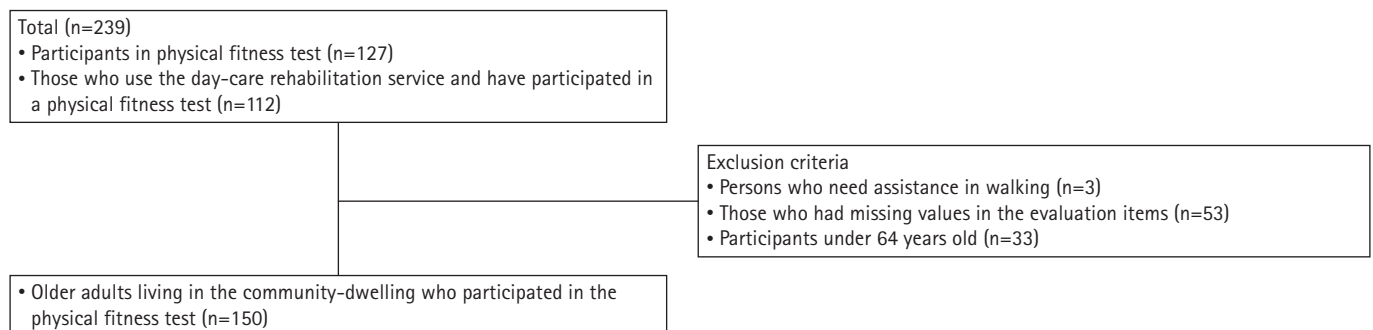 Total (n=239)
• Participants in physical fitness test (n=127)
• Those who use the day-care rehabilitation service and have participated in
a physical fitness test (n=112)
Exclusion criteria
• Persons who need assistance in walking (n=3)
• Those who had missing values in the evaluation items (n=53)
• Participants under 64 years old (n=33)
• Older adults living in the community-dwelling who participated in the
physical fitness test (n=150)